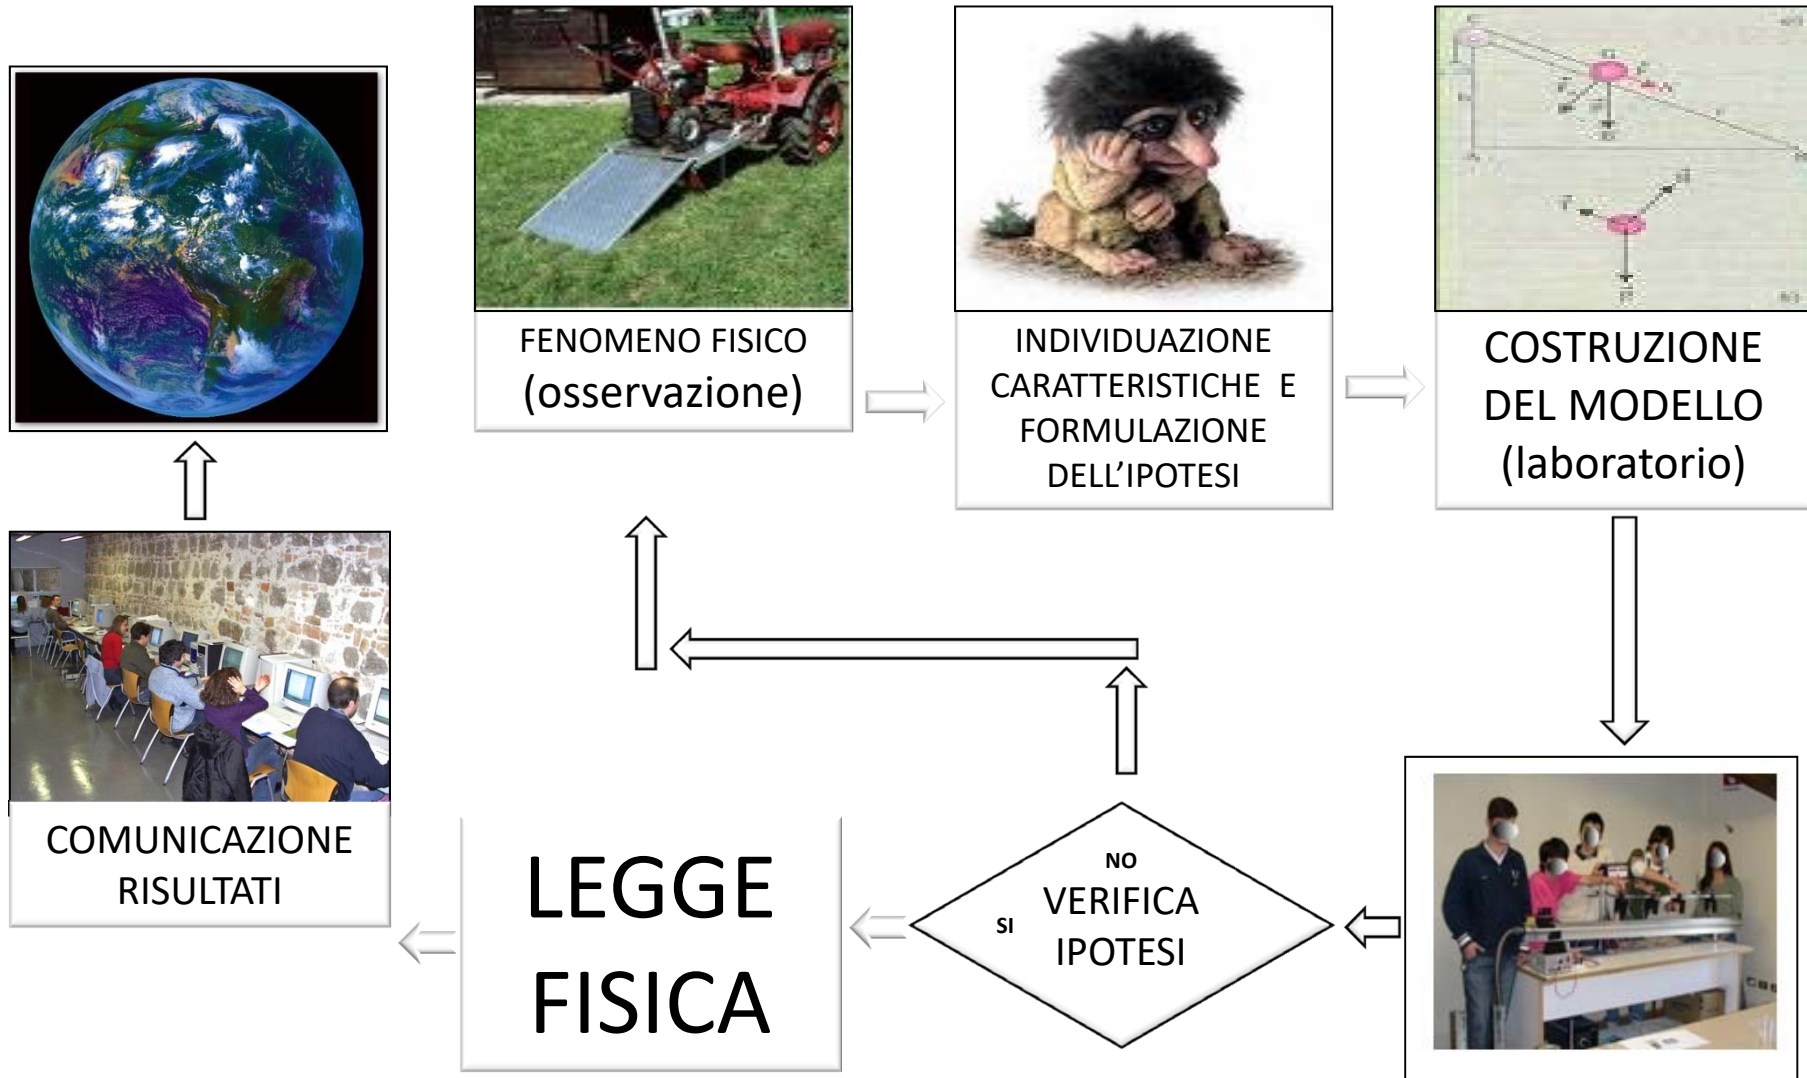 FENOMENO FISICO
(osservazione)
INDIVIDUAZIONE
CARATTERISTICHE E
FORMULAZIONE
DELL’IPOTESI
COSTRUZIONE
DEL MODELLO
(laboratorio)
COMUNICAZIONE
RISULTATI
LEGGE
FISICA
NO
SI
VERIFICA
IPOTESI